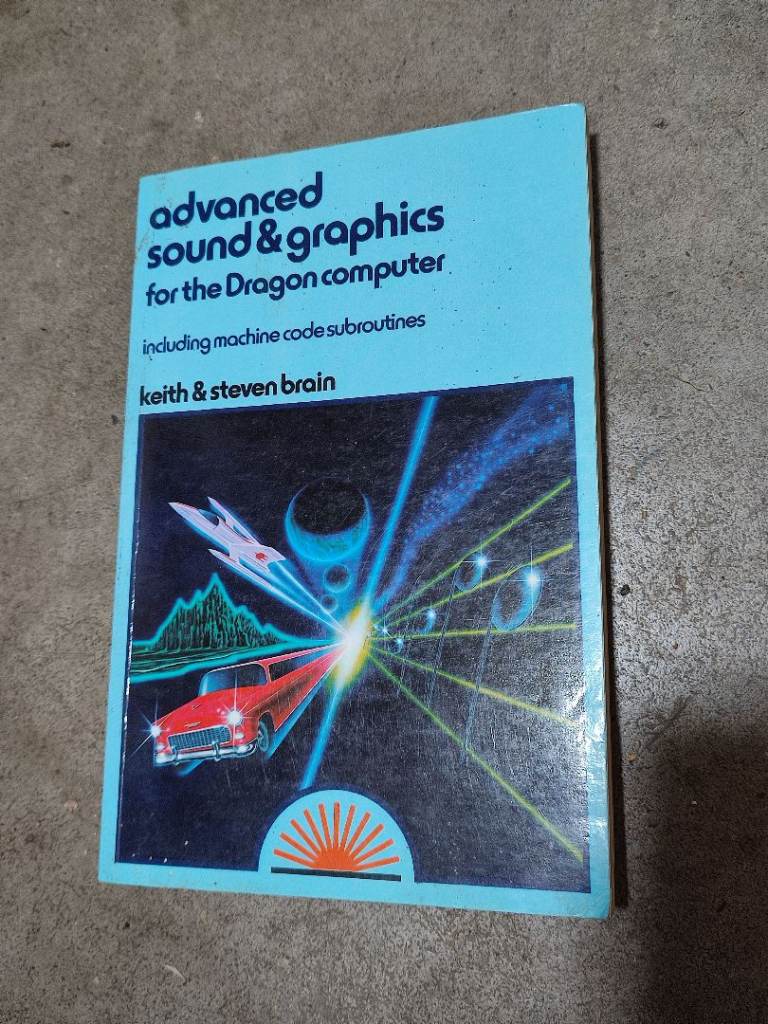 advanced
sound & graphics
for the Dragon computer
including machine code subroutines
keith & steven brain